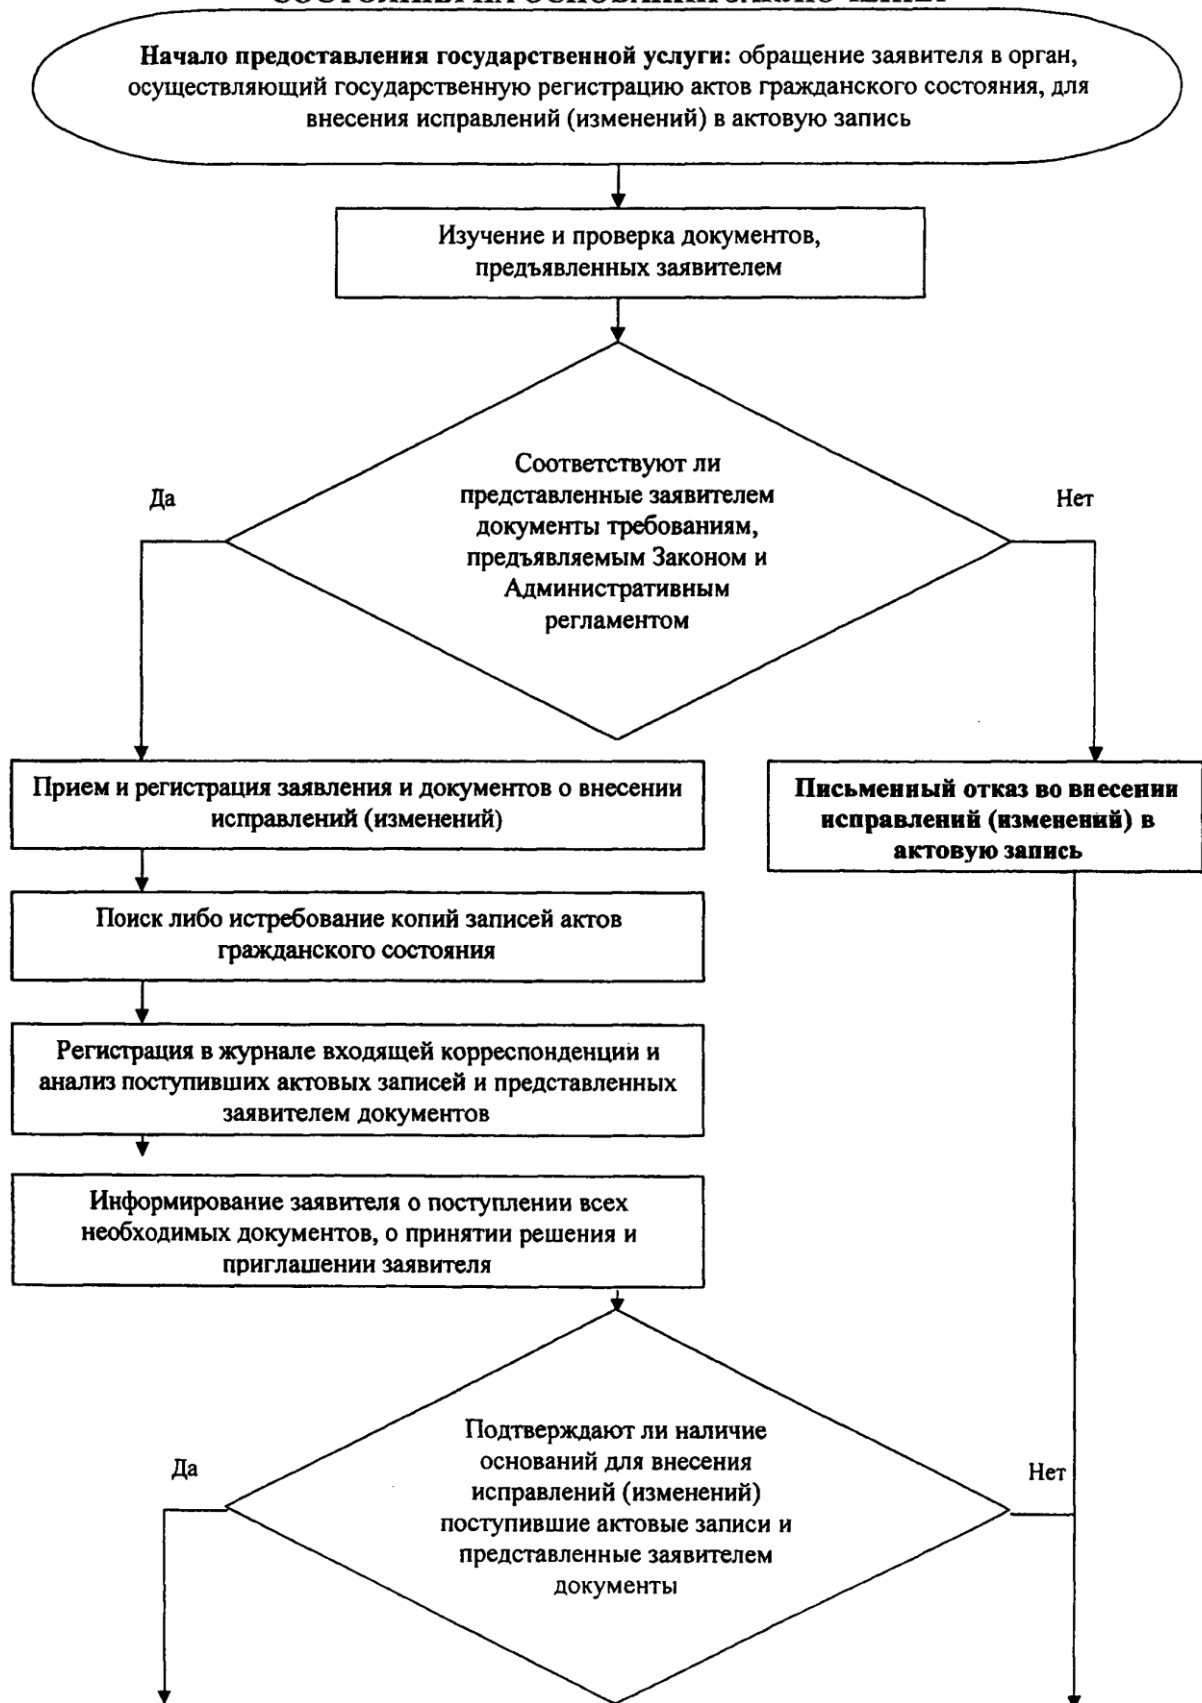 Начало предоставления государственной услуги: обращение заявителя в орган,
осуществляющий государственную регистрацию актов гражданского состояния, для
внесения исправлений (изменений) в актовую запись
Изучение и проверка документов,
предъявленных заявителем
Соответствуют ли
представленные заявителем
документы требованиям,
предъявляемым Законом и
Административным
регламентом
Да
Нет
Прием и регистрация заявления и документов о внесении
исправлений (изменений)
Письменный отказ во внесении
исправлений (изменений) в
актовую запись
Поиск либо истребование копий записей актов
гражданского состояния
Регистрация в журнале входящей корреспонденции и
анализ поступивших актовых записей и представленных
заявителем документов
Информирование заявителя о поступлении всех
необходимых документов, о принятии решения и
приглашении заявителя
Подтверждают ли наличие
основания для внесения
исправлений (изменений)
поступившие актовые записи и
представленные заявителем
документы
Да
Нет